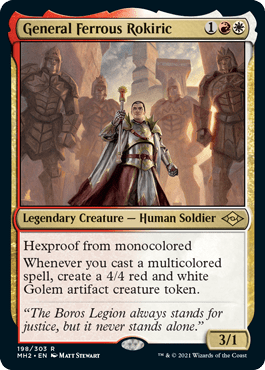 General Ferrous Rokiric 1
Legendary Creature — Human Soldier
Hexproof from monocolored
Whenever you cast a multicolored
spell, create a 4/4 red and white
Golem artifact creature token.
“The Boros Legion always stands for
justice, but it never stands alone.”
3/1
198/303 R
MH2 • EN MATT STEWART
™ & © 2021 Wizards of the Coast